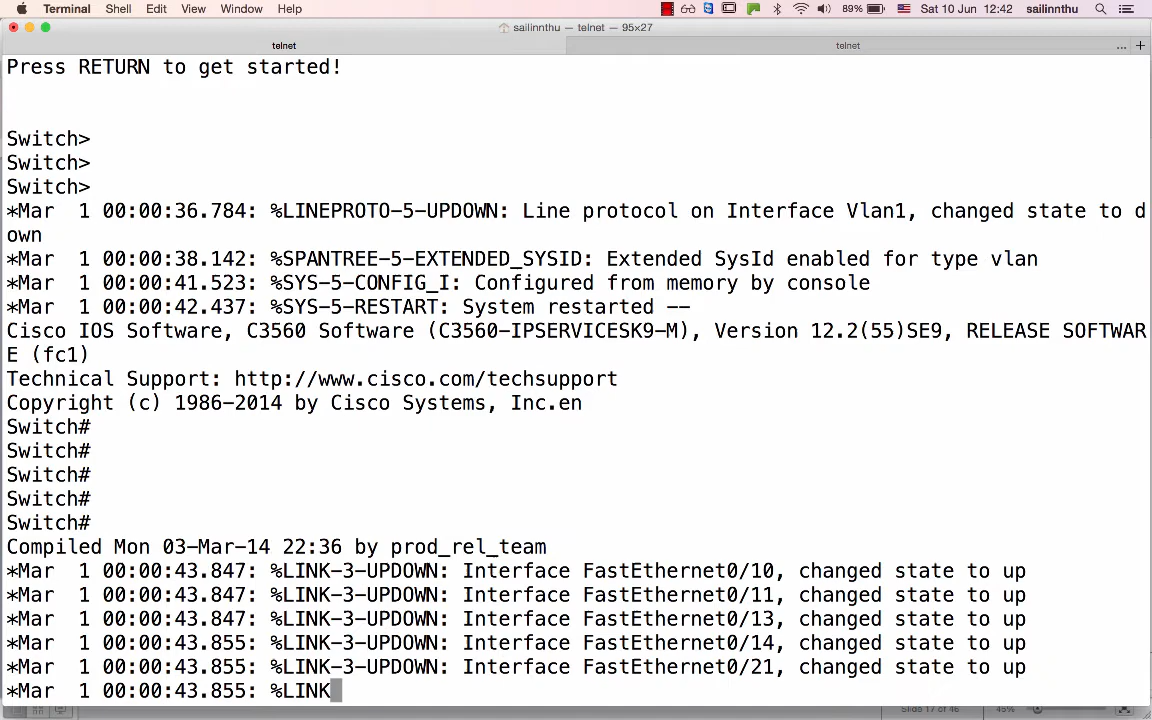 Terminal Shell Edit View Window Help 89% Sat 10 Jun 12:42 sailinnthu
sailinnthu — telnet — 95x27
telnet telnet ... +
Press RETURN to get started!
Switch>
Switch>
Switch>
*Mar  1 00:00:36.784: %LINEPROTO-5-UPDOWN: Line protocol on Interface Vlan1, changed state to d
own
*Mar  1 00:00:38.142: %SPANTREE-5-EXTENDED_SYSID: Extended SysId enabled for type vlan
*Mar  1 00:00:41.523: %SYS-5-CONFIG_I: Configured from memory by console
*Mar  1 00:00:42.437: %SYS-5-RESTART: System restarted --
Cisco IOS Software, C3560 Software (C3560-IPSERVICESK9-M), Version 12.2(55)SE9, RELEASE SOFTWAR
E (fc1)
Technical Support: http://www.cisco.com/techsupport
Copyright (c) 1986-2014 by Cisco Systems, Inc.en
Switch#
Switch#
Switch#
Switch#
Switch#
Compiled Mon 03-Mar-14 22:36 by prod_rel_team
*Mar  1 00:00:43.847: %LINK-3-UPDOWN: Interface FastEthernet0/10, changed state to up
*Mar  1 00:00:43.847: %LINK-3-UPDOWN: Interface FastEthernet0/11, changed state to up
*Mar  1 00:00:43.847: %LINK-3-UPDOWN: Interface FastEthernet0/13, changed state to up
*Mar  1 00:00:43.855: %LINK-3-UPDOWN: Interface FastEthernet0/14, changed state to up
*Mar  1 00:00:43.855: %LINK-3-UPDOWN: Interface FastEthernet0/21, changed state to up
*Mar  1 00:00:43.855: %LINK
Slide 17 of 46 45%